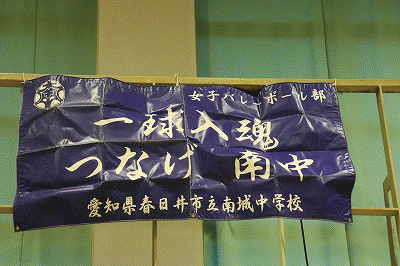 女子バレーボール部
一球入魂
つなげ 南中
愛知県春日井市立南城中学校